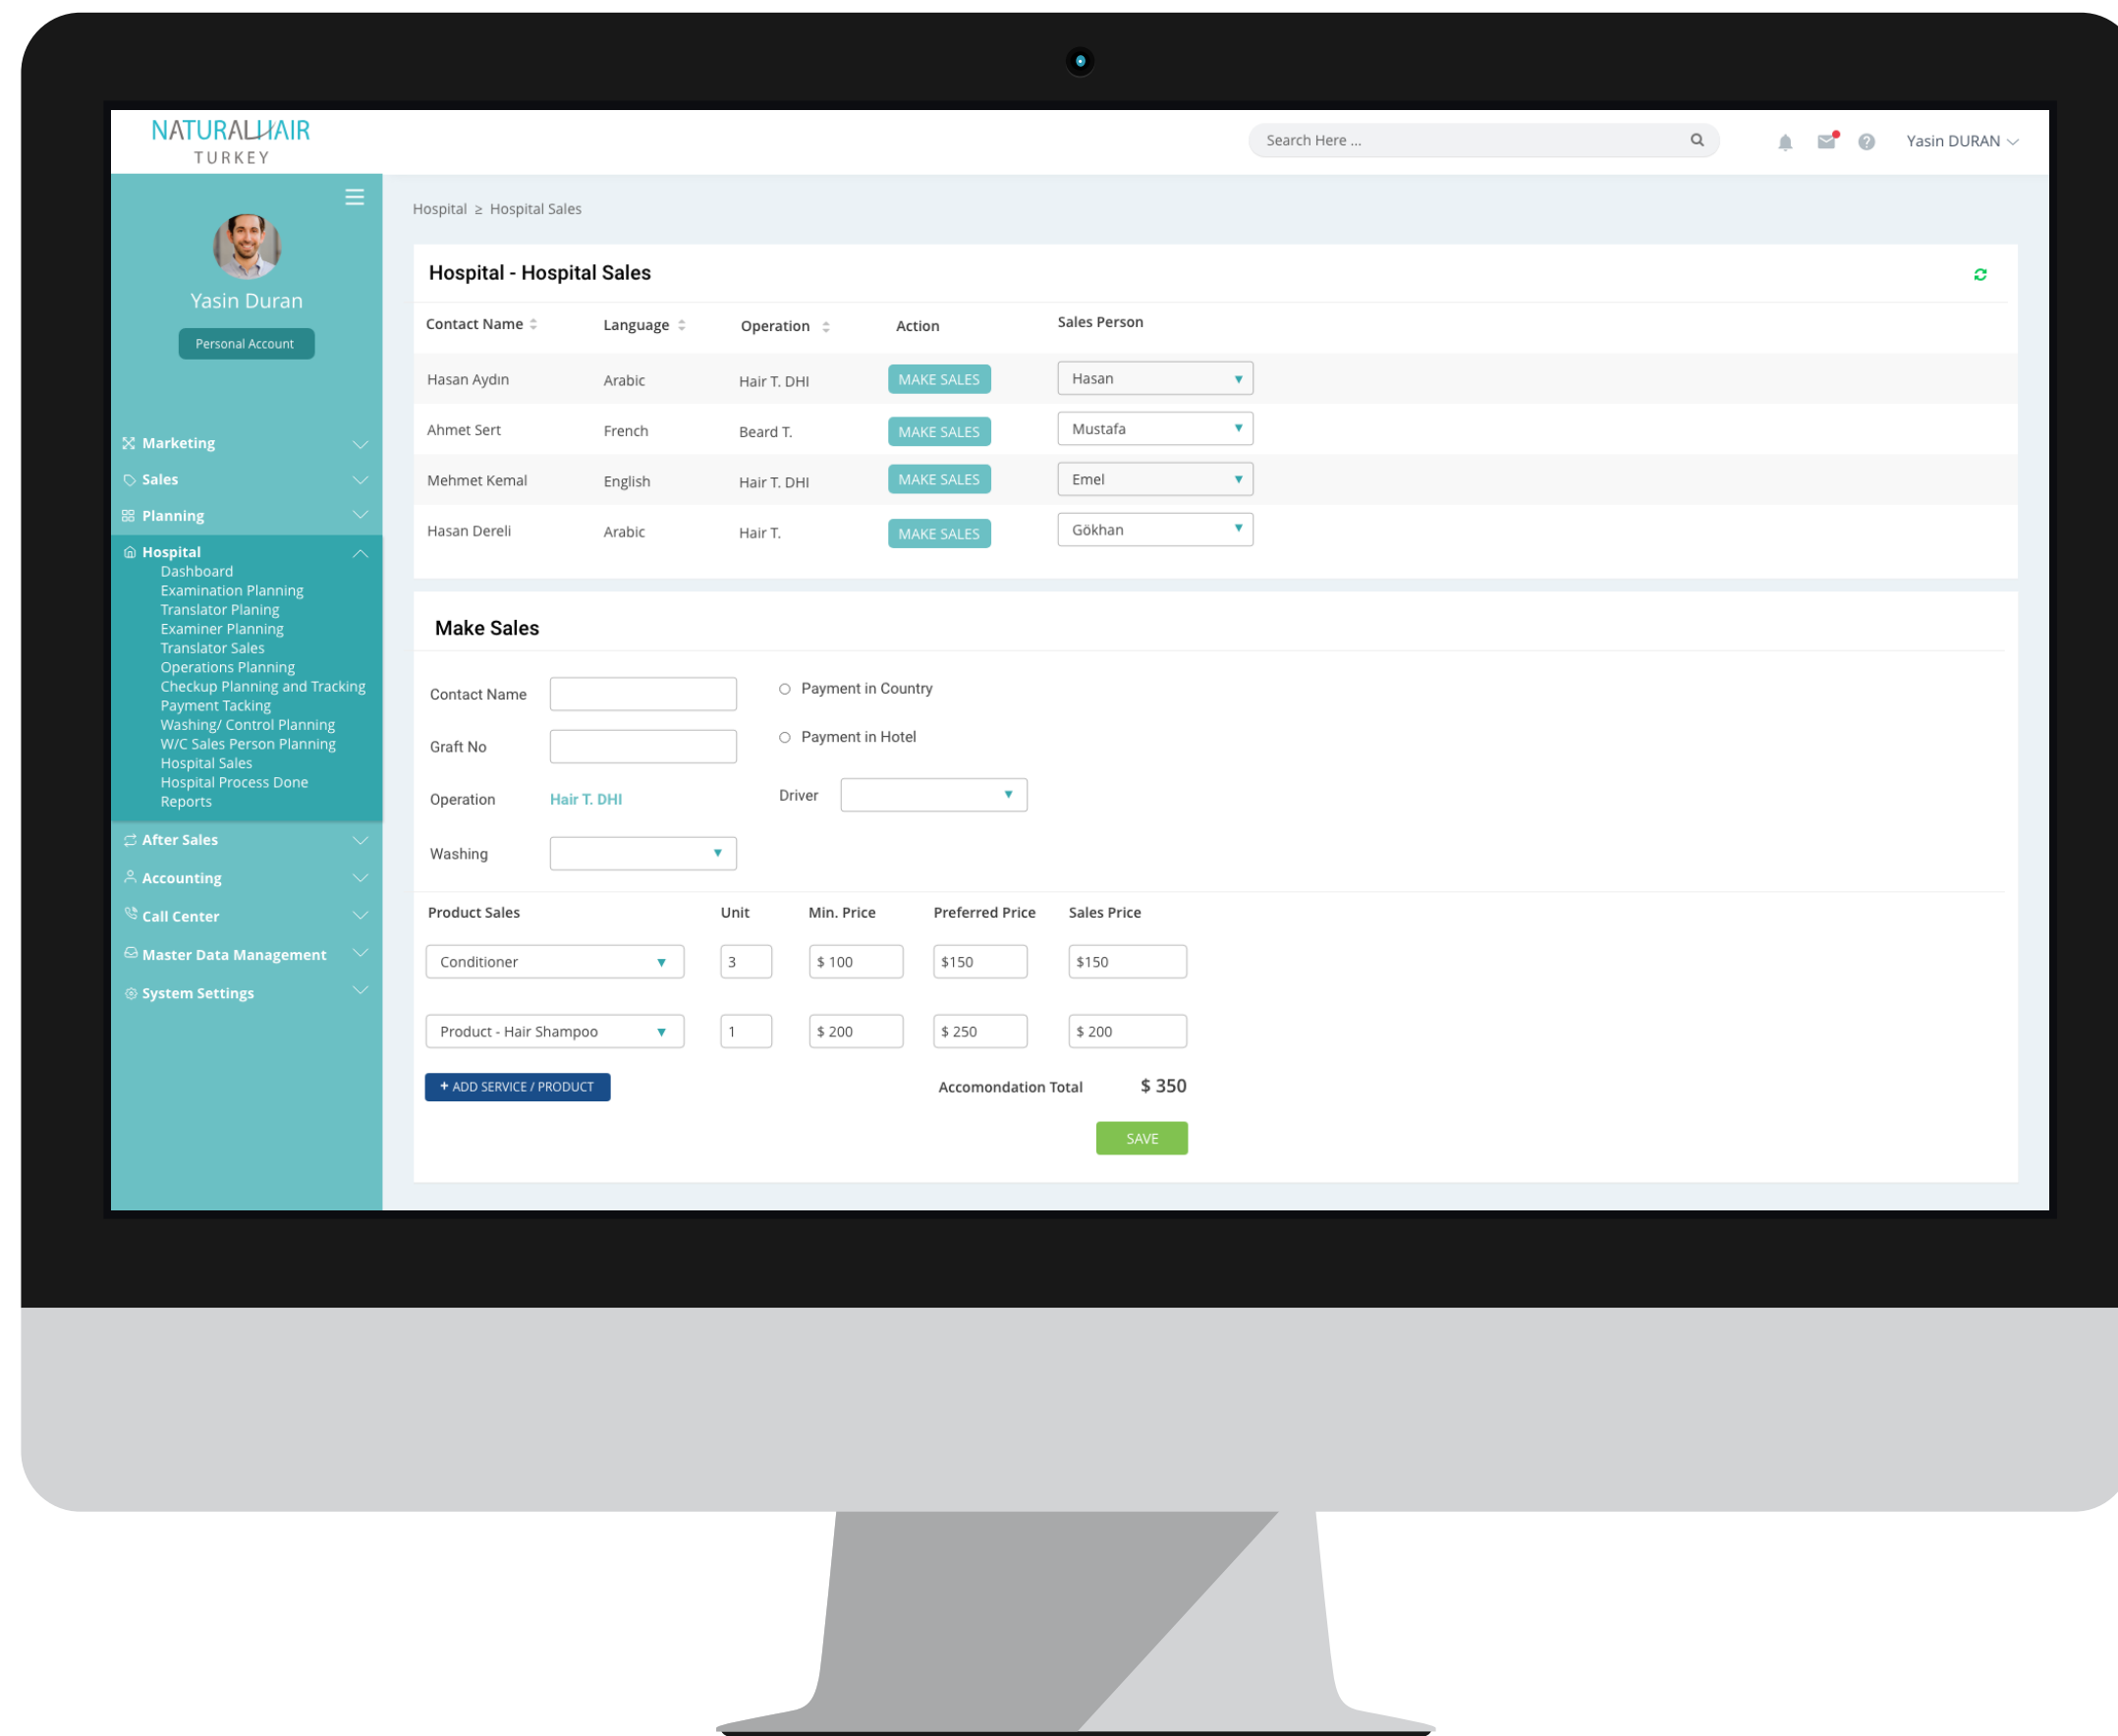 NATURALHAIR
TURKEY
Search Here ...
Yasin DURAN
Yasin Duran
Personal Account
Marketing
Sales
Planning
Hospital
Dashboard
Examination Planning
Translator Planing
Examiner Planning
Translator Sales
Operations Planning
Checkup Planning and Tracking
Payment Tacking
Washing/ Control Planning
W/C Sales Person Planning
Hospital Sales
Hospital Process Done
Reports
After Sales
Accounting
Call Center
Master Data Management
System Settings
Hospital ≥ Hospital Sales
Hospital - Hospital Sales
Contact Name Language Operation Action Sales Person
Hasan Aydın Arabic Hair T. DHI MAKE SALES Hasan
Ahmet Sert French Beard T. MAKE SALES Mustafa
Mehmet Kemal English Hair T. DHI MAKE SALES Emel
Hasan Dereli Arabic Hair T. MAKE SALES Gökhan
Make Sales
Contact Name Payment in Country
Graft No Payment in Hotel
Operation Hair T. DHI Driver
Washing
Product Sales Unit Min. Price Preferred Price Sales Price
Conditioner 3 $ 100 $150 $150
Product - Hair Shampoo 1 $ 200 $ 250 $ 200
+ ADD SERVICE / PRODUCT Accomondation Total $ 350
SAVE